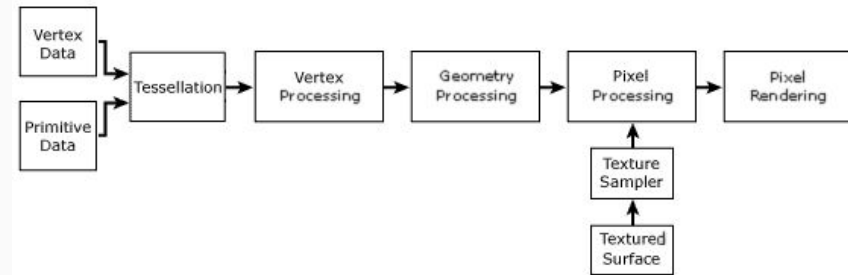 Vertex
Data
Primitive
Data
Tessellation
Vertex
Processing
Geometry
Processing
Pixel
Processing
Pixel
Rendering
Texture
Sampler
Textured
Surface